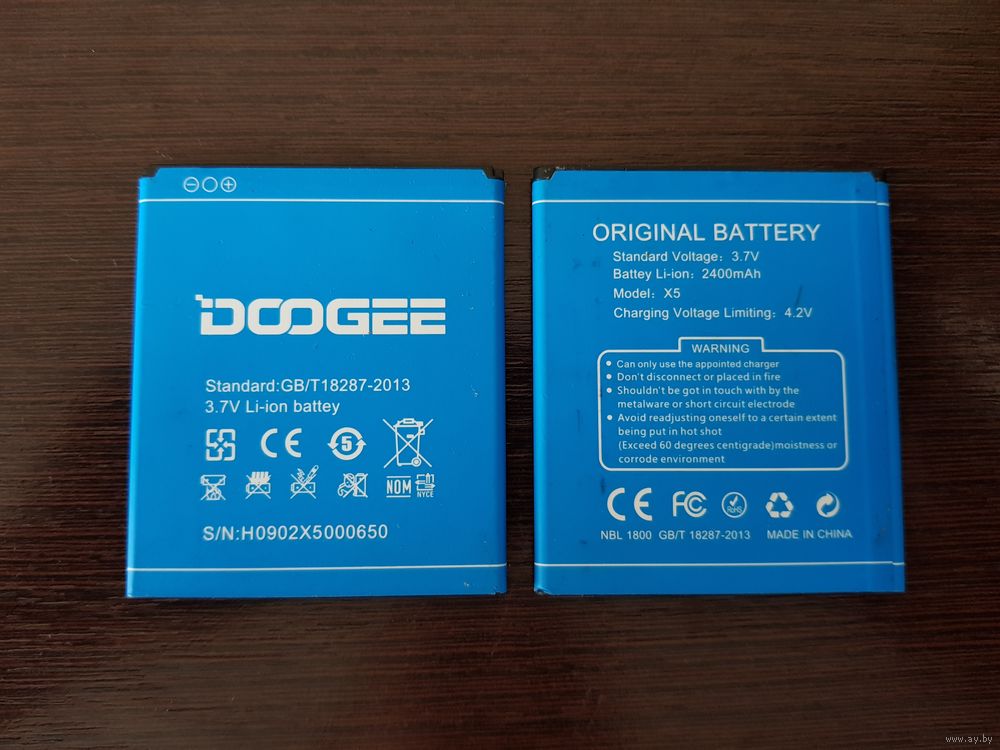 DOOGEE
Standard:GB/T18287-2013
3.7V Li-ion battey
5
NOM
NYCE
S/N:H0902X5000650
ORIGINAL BATTERY
Standard Voltage: 3.7V
Battey Li-ion: 2400mAh
Model: X5
Charging Voltage Limiting: 4.2V
WARNING
• Can only use the appointed charger
• Don't disconnect or placed in fire
• Shouldn't be got in touch with by the
metalware or short circuit electrode
• Avoid readjusting oneself to a certain extent
being put in hot shot
(Exceed 60 degrees centigrade)moistness or
corrode environment
CE FC RoHS
NBL 1800 GB/T 18287-2013 MADE IN CHINA
www.ay.by